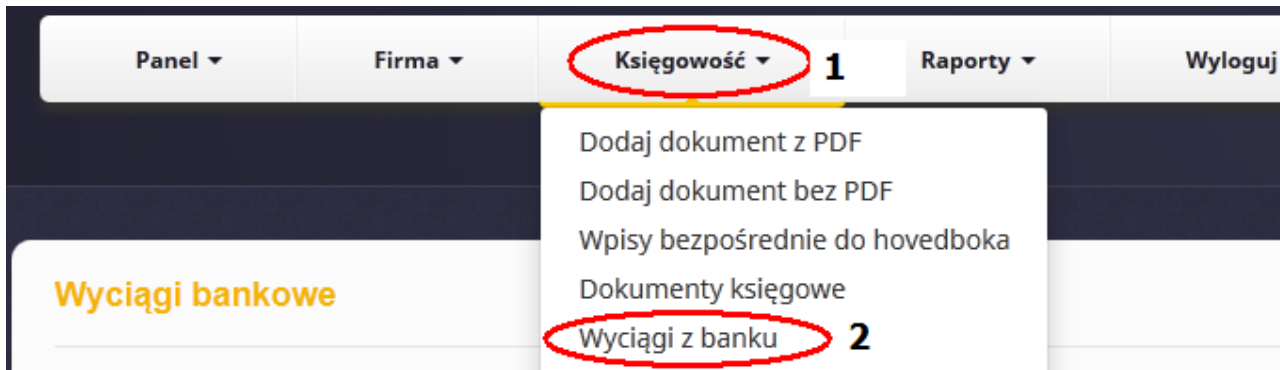 Panel Firma Księgowość 1 Raporty Wyloguj
Dodaj dokument z PDF
Dodaj dokument bez PDF
Wpisy bezpośrednie do hovedboka
Wyciągi bankowe
Dokumenty księgowe
Wyciągi z banku 2